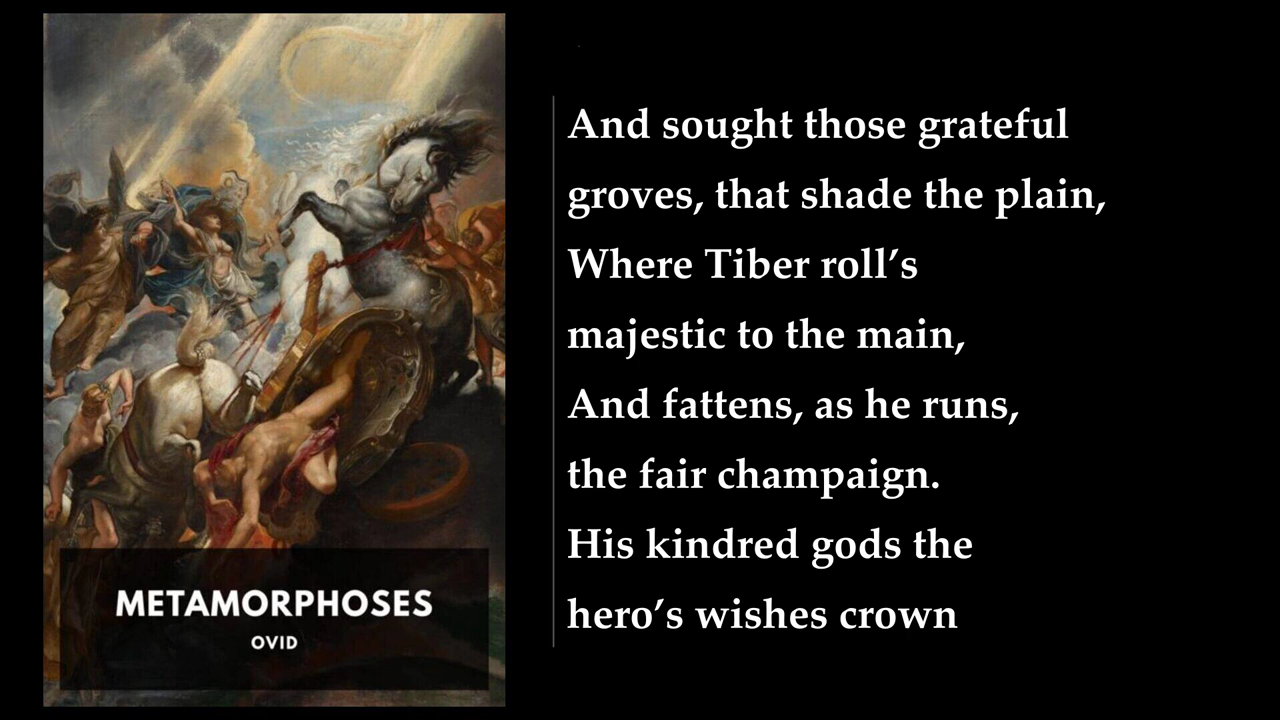 METAMORPHOSES
OVID
And sought those grateful
groves, that shade the plain,
Where Tiber roll’s
majestic to the main,
And fattens, as he runs,
the fair champaign.
His kindred gods the
hero’s wishes crown